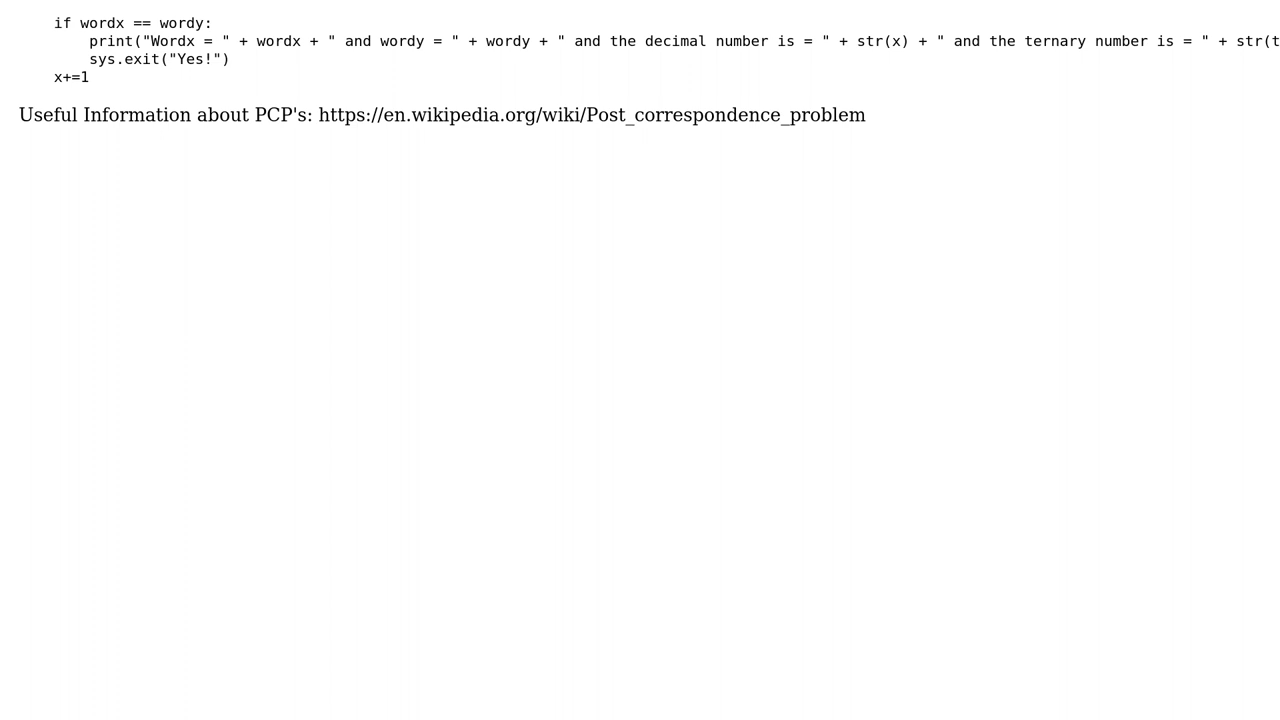 if wordx == wordy:
print("Wordx = " + wordx + " and wordy = " + wordy + " and the decimal number is = " + str(x) + " and the ternary number is = " + str(t
sys.exit("Yes!")
x+=1
Useful Information about PCP's: https://en.wikipedia.org/wiki/Post_correspondence_problem